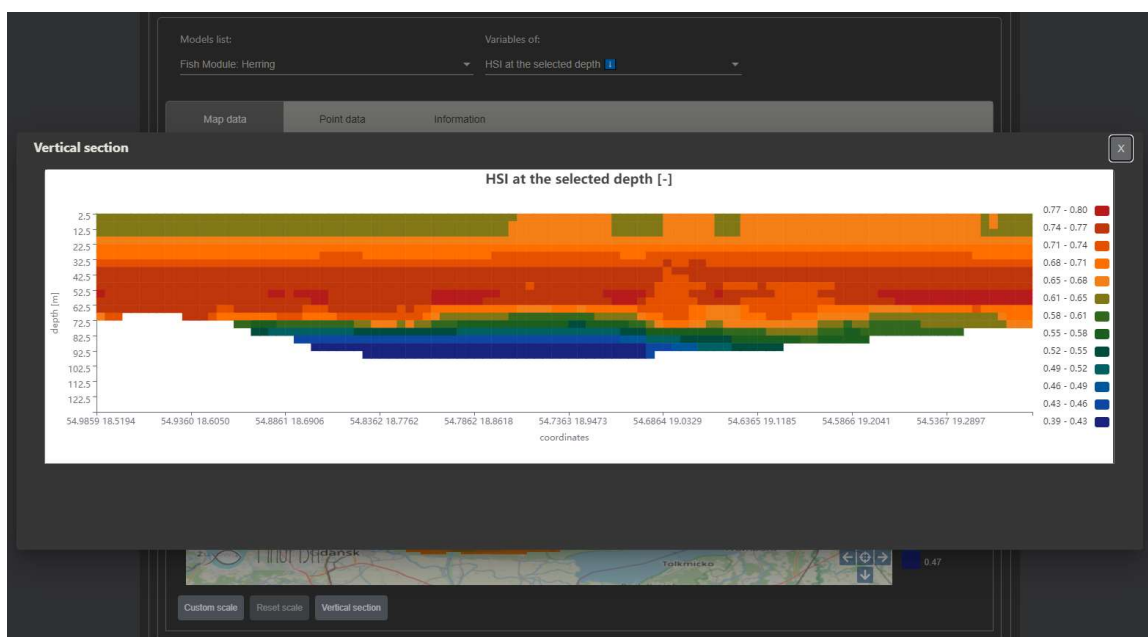 Models list:
Variables of:
Fish Module: Herring
HSI at the selected depth
Map data
Point data
Information
Vertical section
X
HSI at the selected depth [-]
2.5
12.5
22.5
32.5
42.5
52.5
62.5
72.5
82.5
92.5
102.5
112.5
122.5
depth [m]
54.9859 18.5194
54.9360 18.6050
54.8861 18.6906
54.8362 18.7762
54.7862 18.8618
54.7363 18.9473
54.6864 19.0329
54.6365 19.1185
54.5866 19.2041
54.5367 19.2897
coordinates
0.77 - 0.80
0.74 - 0.77
0.71 - 0.74
0.68 - 0.71
0.65 - 0.68
0.61 - 0.65
0.58 - 0.61
0.55 - 0.58
0.52 - 0.55
0.49 - 0.52
0.46 - 0.49
0.43 - 0.46
0.39 - 0.43
Gdańsk
Tolkmicko
0.47
Custom scale
Reset scale
Vertical section